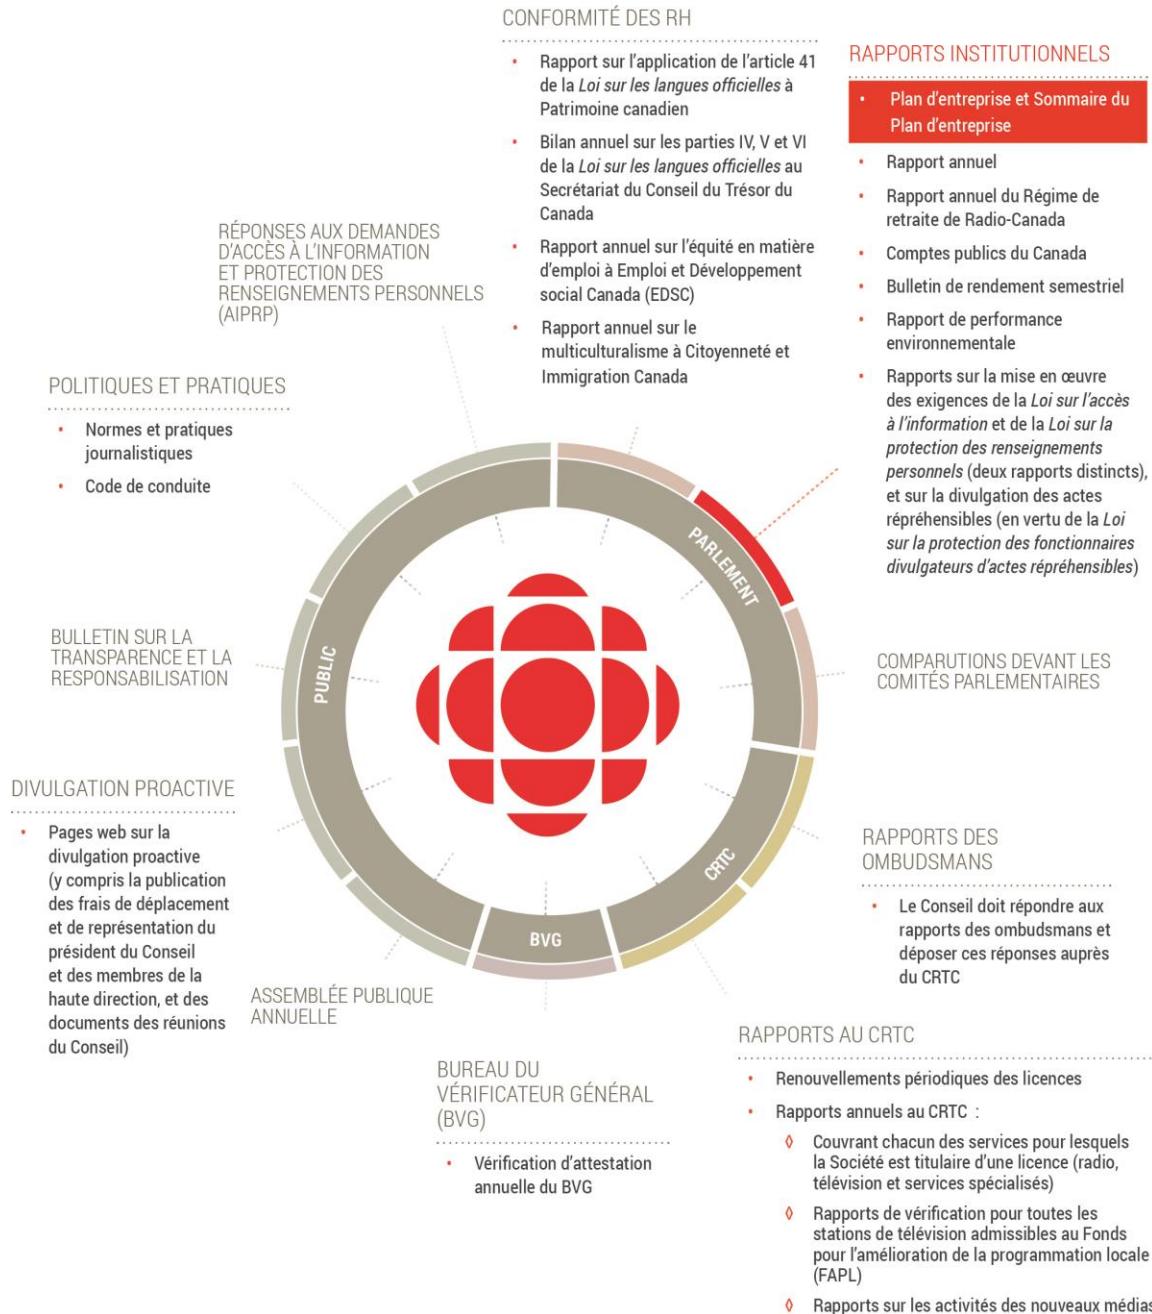 CONFORMITÉ DES RH
• Rapport sur l'application de l'article 41
de la Loi sur les langues officielles à
Patrimoine canadien
• Bilan annuel sur les parties IV, V et VI
de la Loi sur les langues officielles au
Secrétariat du Conseil du Trésor du
Canada
• Rapport annuel sur l'équité en matière
d'emploi à Emploi et Développement
social Canada (EDSC)
• Rapport annuel sur le
multiculturalisme à Citoyenneté et
Immigration Canada
RAPPORTS INSTITUTIONNELS
• Plan d'entreprise et Sommaire du
Plan d'entreprise
• Rapport annuel
• Rapport annuel du Régime de
retraite de Radio-Canada
• Comptes publics du Canada
• Bulletin de rendement semestriel
• Rapport de performance
environnementale
• Rapports sur la mise en œuvre
des exigences de la Loi sur l'accès
à l'information et de la Loi sur la
protection des renseignements
personnels (deux rapports distincts),
et sur la divulgation des actes
répréhensibles (en vertu de la Loi
sur la protection des fonctionnaires
divulgateurs d'actes répréhensibles)
RÉPONSES AUX DEMANDES
D'ACCÈS À L'INFORMATION
ET PROTECTION DES
RENSEIGNEMENTS PERSONNELS
(AIPRP)
POLITIQUES ET PRATIQUES
• Normes et pratiques
journalistiques
• Code de conduite
PARLEMENT
PUBLIC
CRTC
BVG
BULLETIN SUR LA
TRANSPARENCE ET LA
RESPONSABILISATION
COMPARUTIONS DEVANT LES
COMITÉS PARLEMENTAIRES
DIVULGATION PROACTIVE
• Pages web sur la
divulgation proactive
(y compris la publication
des frais de déplacement
et de représentation du
président du Conseil
et des membres de la
haute direction, et des
documents des réunions
du Conseil)
RAPPORTS DES
OMBUDSMANS
• Le Conseil doit répondre aux
rapports des ombudsmans et
déposer ces réponses auprès
du CRTC
ASSEMBLÉE PUBLIQUE
ANNUELLE
BUREAU DU
VÉRIFICATEUR GÉNÉRAL
(BVG)
• Vérification d'attestation
annuelle du BVG
RAPPORTS AU CRTC
• Renouvellements périodiques des licences
• Rapports annuels au CRTC :
◊ Couvrant chacun des services pour lesquels
la Société est titulaire d'une licence (radio,
télévision et services spécialisés)
◊ Rapports de vérification pour toutes les
stations de télévision admissibles au Fonds
pour l'amélioration de la programmation locale
(FAPL)
◊ Rapports sur les activités des nouveaux médias